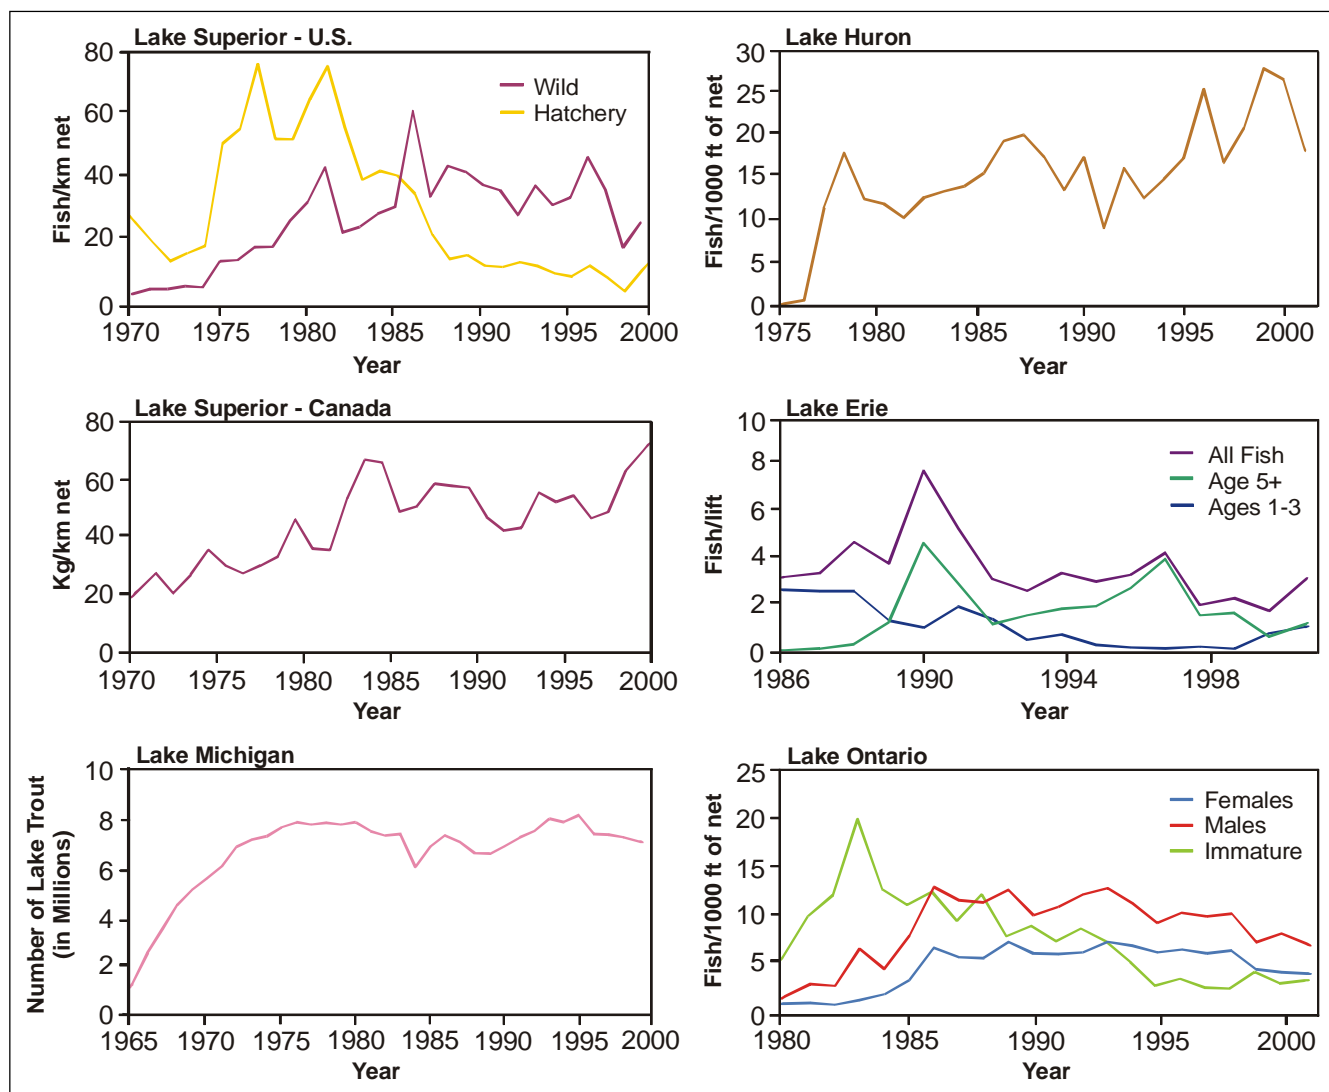 Lake Superior - U.S.
Fish/km net
80
60
40
20
0
Wild
Hatchery
1970 1975 1980 1985 1990 1995 2000
Year
Lake Huron
Fish/1000 ft of net
30
25
20
15
10
5
0
1975 1980 1985 1990 1995 2000
Year
Lake Superior - Canada
Kg/km net
80
60
40
20
0
1970 1975 1980 1985 1990 1995 2000
Year
Lake Erie
Fish/lift
10
8
6
4
2
0
All Fish
Age 5+
Ages 1-3
1986 1990 1994 1998
Year
Lake Michigan
Number of Lake Trout
(in Millions)
10
8
6
4
2
0
1965 1970 1975 1980 1985 1990 1995 2000
Year
Lake Ontario
Fish/1000 ft of net
25
20
15
10
5
0
Females
Males
Immature
1980 1985 1990 1995 2000
Year